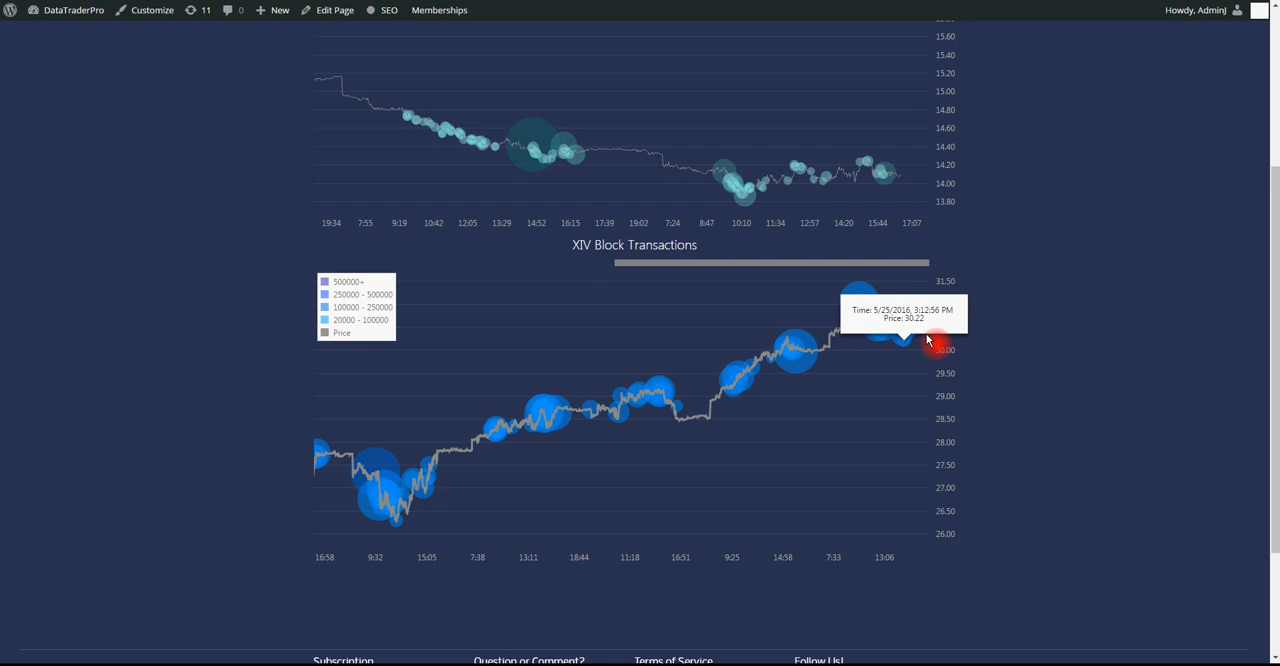 DataTraderPro Customize 11 0 New Edit Page SEO Memberships Howdy, AdminJ
15.60
15.40
15.20
15.00
14.80
14.60
14.40
14.20
14.00
13.80
19:34 7:55 9:19 10:42 12:05 13:29 14:52 16:15 17:39 19:02 7:24 8:47 10:10 11:34 12:57 14:20 15:44 17:07
XIV Block Transactions
500000+
250000 - 500000
100000 - 250000
20000 - 100000
Price
31.50
Time: 5/25/2016, 3:12:56 PM
Price: 30.22
30.00
29.50
29.00
28.50
28.00
27.50
27.00
26.50
26.00
16:58 9:32 15:05 7:38 13:11 18:44 11:18 16:51 9:25 14:58 7:33 13:06
Subscription Question or Comment? Terms of Service Follow Us!